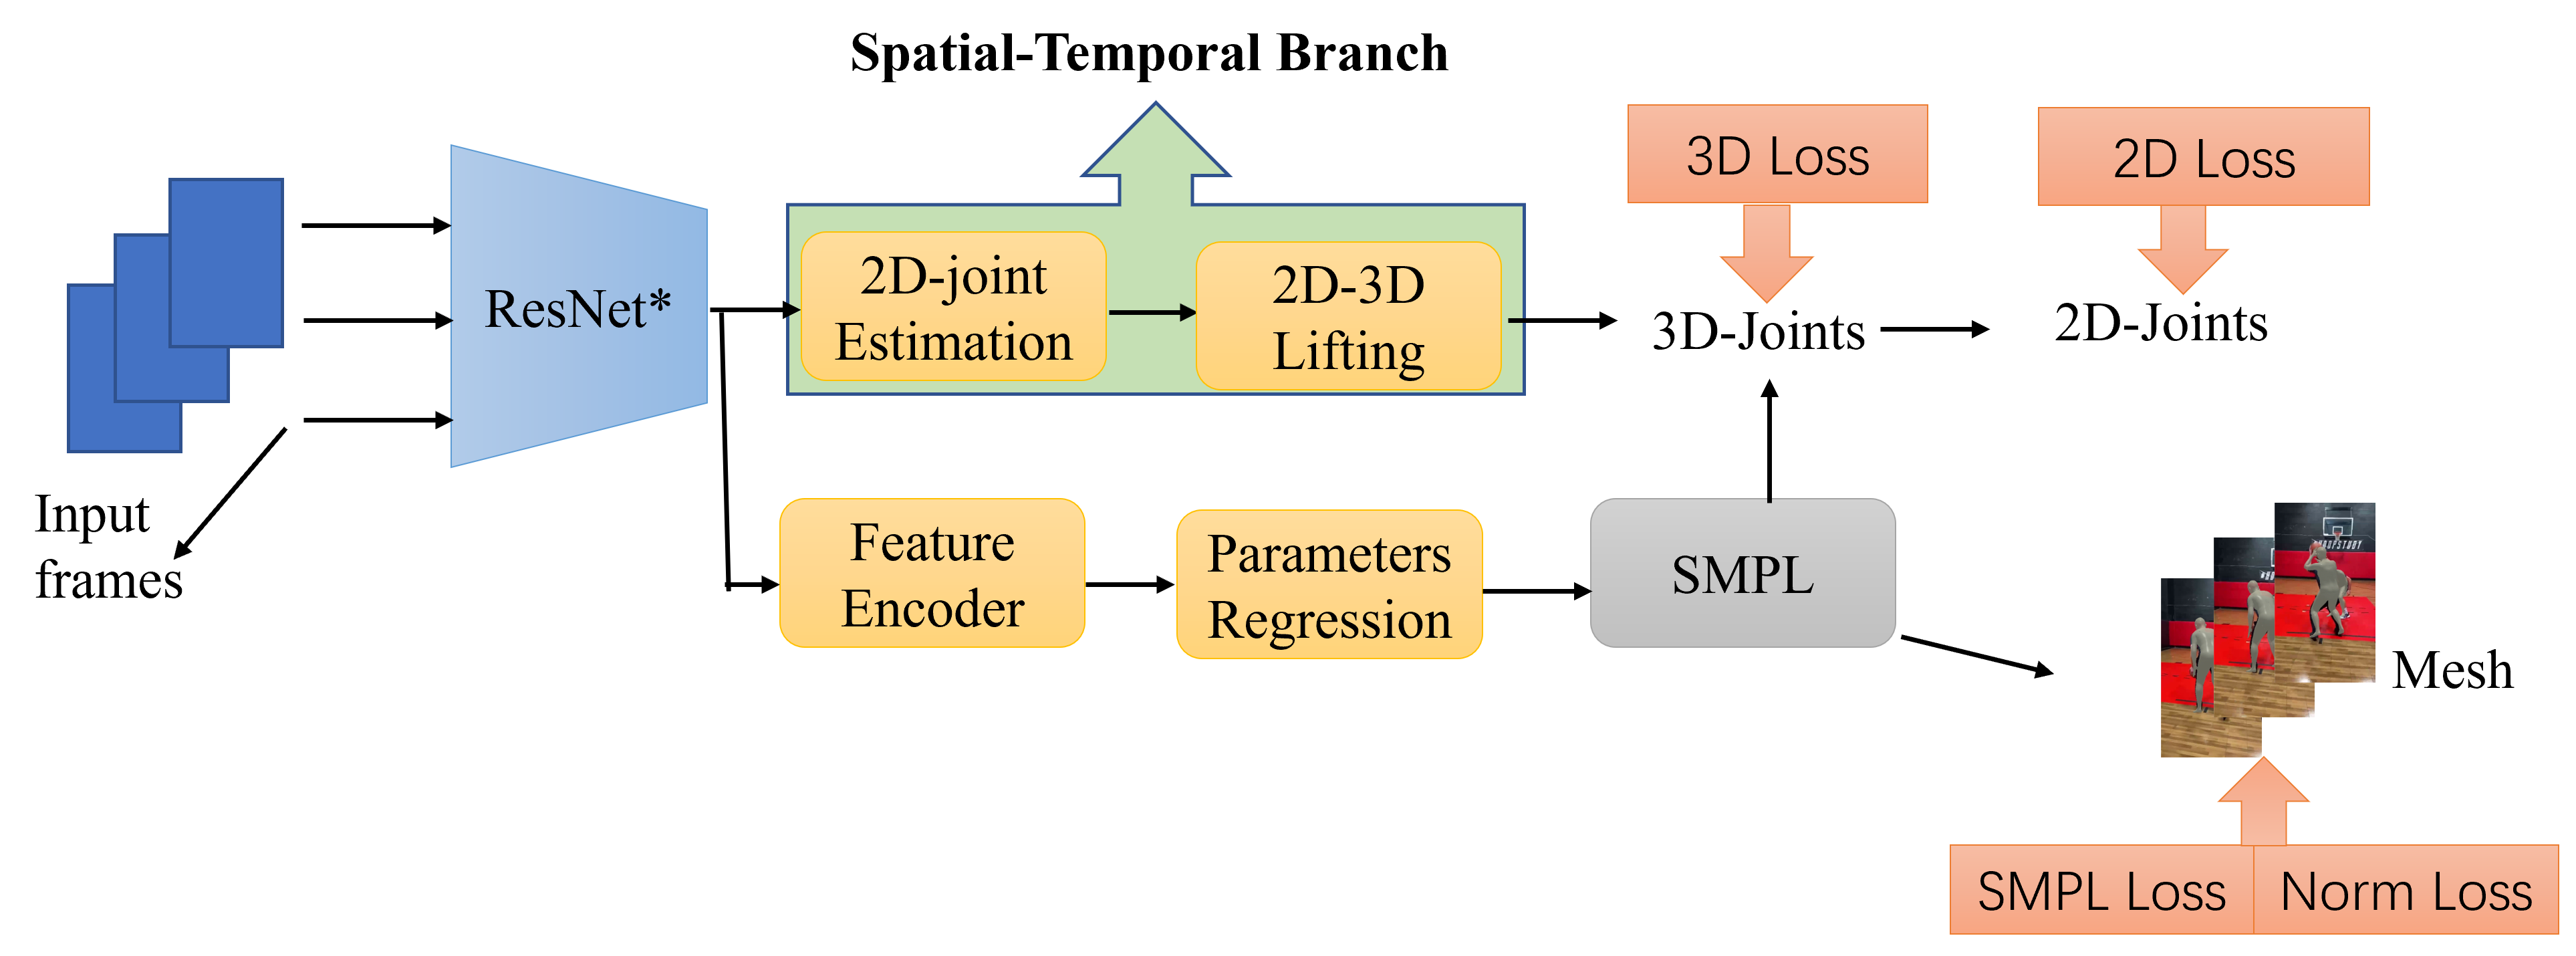 Spatial-Temporal Branch
3D Loss
2D Loss
ResNet*
2D-joint
Estimation
2D-3D
Lifting
3D-Joints
2D-Joints
Input
frames
Feature
Encoder
Parameters
Regression
SMPL
Mesh
SMPL Loss
Norm Loss